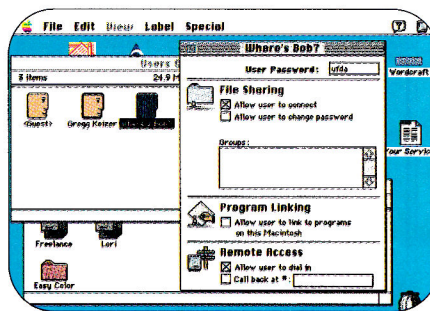 File Edit View Label Special
Where's Bob?
Users
3 items
24.9 M
User Password: ufda
Wordcraft
File Sharing
Allow user to connect
Allow user to change password
<Guest>
Gregg Keizer
Groups:
Your Servic
Program Linking
Allow user to link to programs
on this Macintosh
Freelance
Lori
Remote Access
Allow user to dial in
Call back at #:
Easy Color